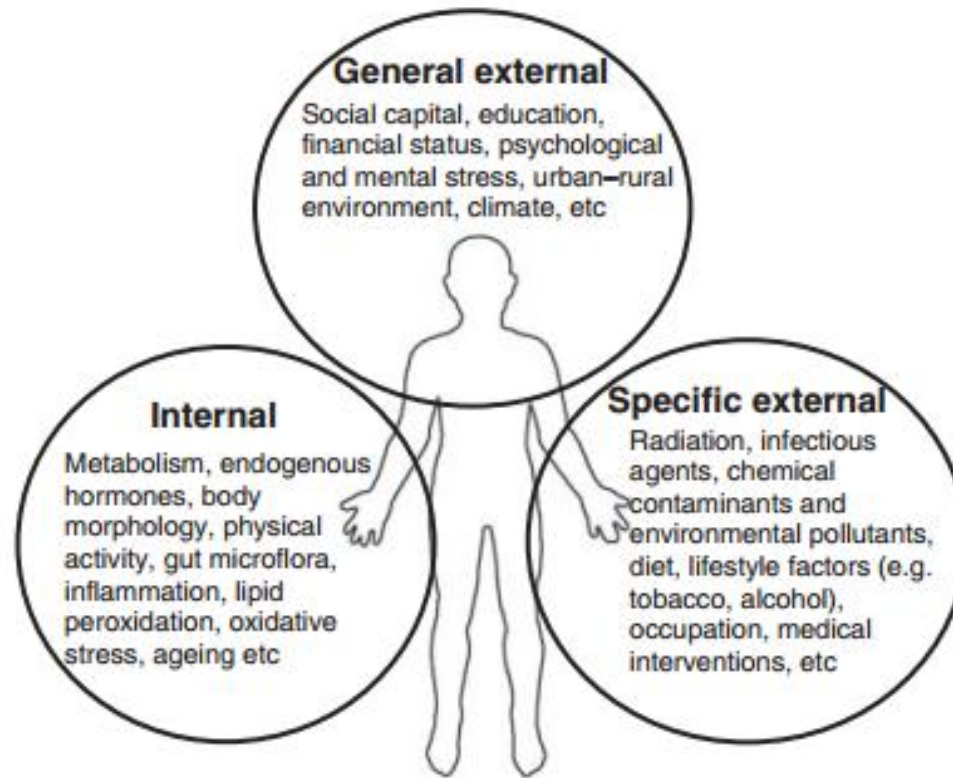 General external
Social capital, education,
financial status, psychological
and mental stress, urban–rural
environment, climate, etc
Internal
Metabolism, endogenous
hormones, body
morphology, physical
activity, gut microflora,
inflammation, lipid
peroxidation, oxidative
stress, ageing etc
Specific external
Radiation, infectious
agents, chemical
contaminants and
environmental pollutants,
diet, lifestyle factors (e.g.
tobacco, alcohol),
occupation, medical
interventions, etc